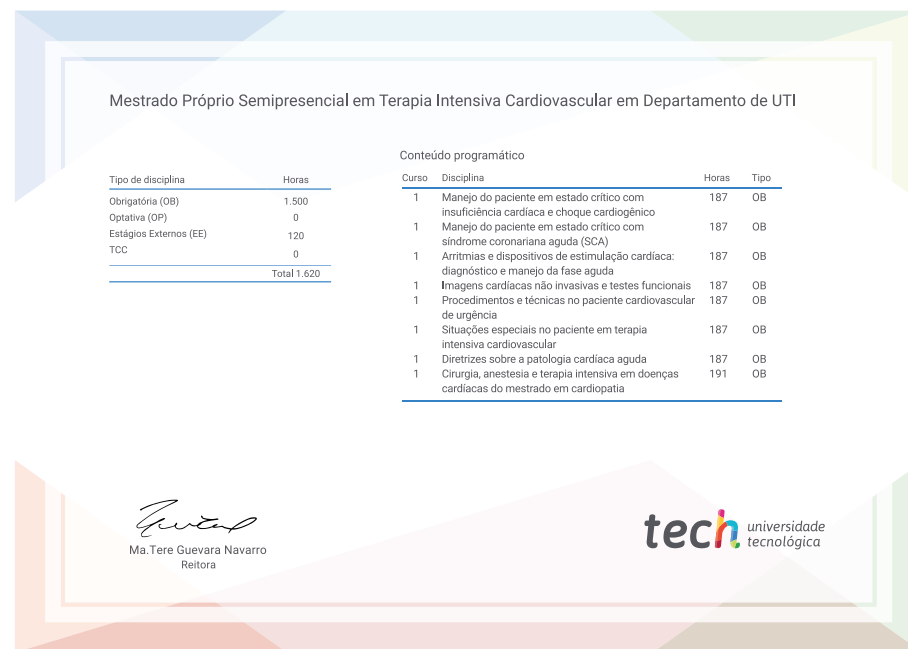 Mestrado Próprio Semipresencial em Terapia Intensiva Cardiovascular em Departamento de UTI
Tipo de disciplina Horas
Obrigatória (OB) 1.500
Optativa (OP) 0
Estágios Externos (EE) 120
TCC 0
Total 1.620
Conteúdo programático
Curso Disciplina Horas Tipo
1 Manejo do paciente em estado crítico com 187 OB
insuficiência cardíaca e choque cardiogênico
1 Manejo do paciente em estado crítico com 187 OB
síndrome coronariana aguda (SCA)
1 Arritmias e dispositivos de estimulação cardíaca: 187 OB
diagnóstico e manejo da fase aguda
1 Imagens cardíacas não invasivas e testes funcionais 187 OB
1 Procedimentos e técnicas no paciente cardiovascular 187 OB
de urgência
1 Situações especiais no paciente em terapia 187 OB
intensiva cardiovascular
1 Diretrizes sobre a patologia cardíaca aguda 187 OB
1 Cirurgia, anestesia e terapia intensiva em doenças 191 OB
cardíacas do mestrado em cardiopatia
Ma.Tere Guevara Navarro
Reitora
tech universidade
tecnológica